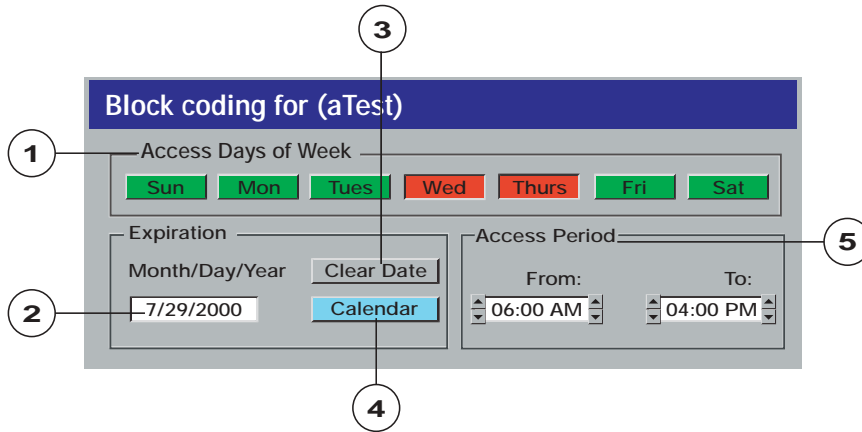 3
Block coding for (aTest)
1
Access Days of Week
Sun Mon Tues Wed Thurs Fri Sat
Expiration
Access Period
5
Month/Day/Year Clear Date
From: To:
2
7/29/2000 Calendar
06:00 AM 04:00 PM
4